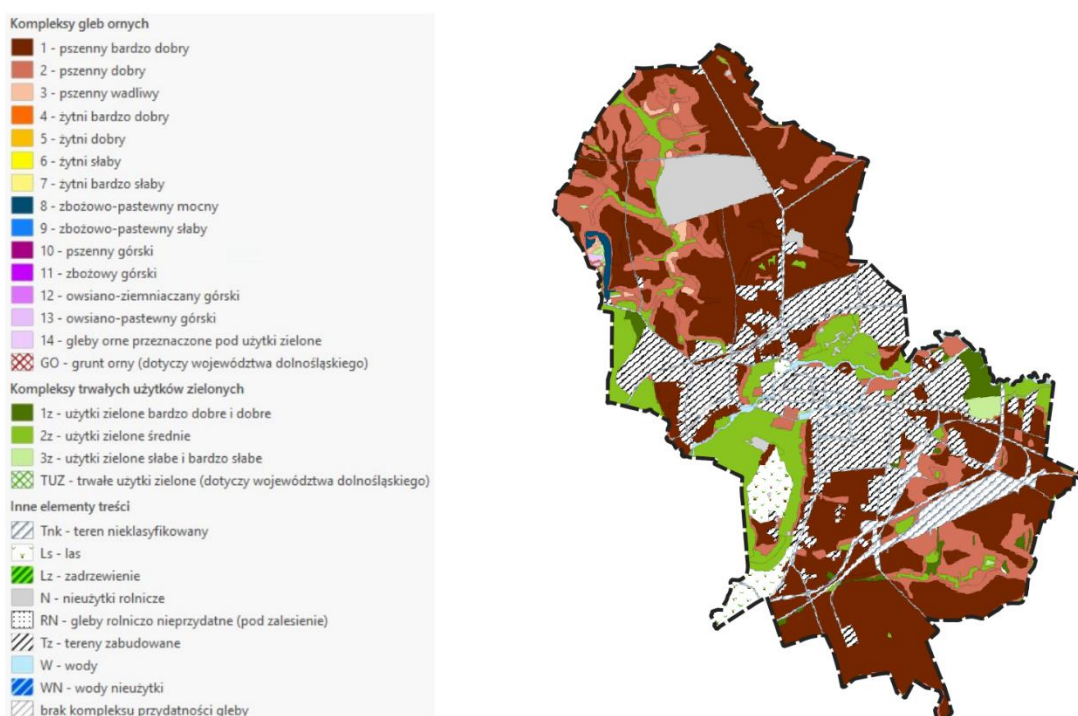 Kompleksy gleb ornych
1 - pszenny bardzo dobry
2 - pszenny dobry
3 - pszenny wadliwy
4 - żytni bardzo dobry
5 - żytni dobry
6 - żytni słaby
7 - żytni bardzo słaby
8 - zbożowo-pastewny mocny
9 - zbożowo-pastewny słaby
10 - pszenny górski
11 - zbożowy górski
12 - owsiano-ziemniaczany górski
13 - owsiano-pastewny górski
14 - gleby orne przeznaczone pod użytki zielone
GO - grunt orny (dotyczy województwa dolnośląskiego)
Kompleksy trwałych użytków zielonych
1z - użytki zielone bardzo dobre i dobre
2z - użytki zielone średnie
3z - użytki zielone słabe i bardzo słabe
TUZ - trwałe użytki zielone (dotyczy województwa dolnośląskiego)
Inne elementy treści
Tnk - teren nieklasyfikowany
Ls - las
Lz - zadrzewienie
N - nieużytki rolnicze
RN - gleby rolniczo nieprzydatne (pod zalesienie)
Tz - tereny zabudowane
W - wody
WN - wody nieużytki
brak kompleksu przydatności gleby